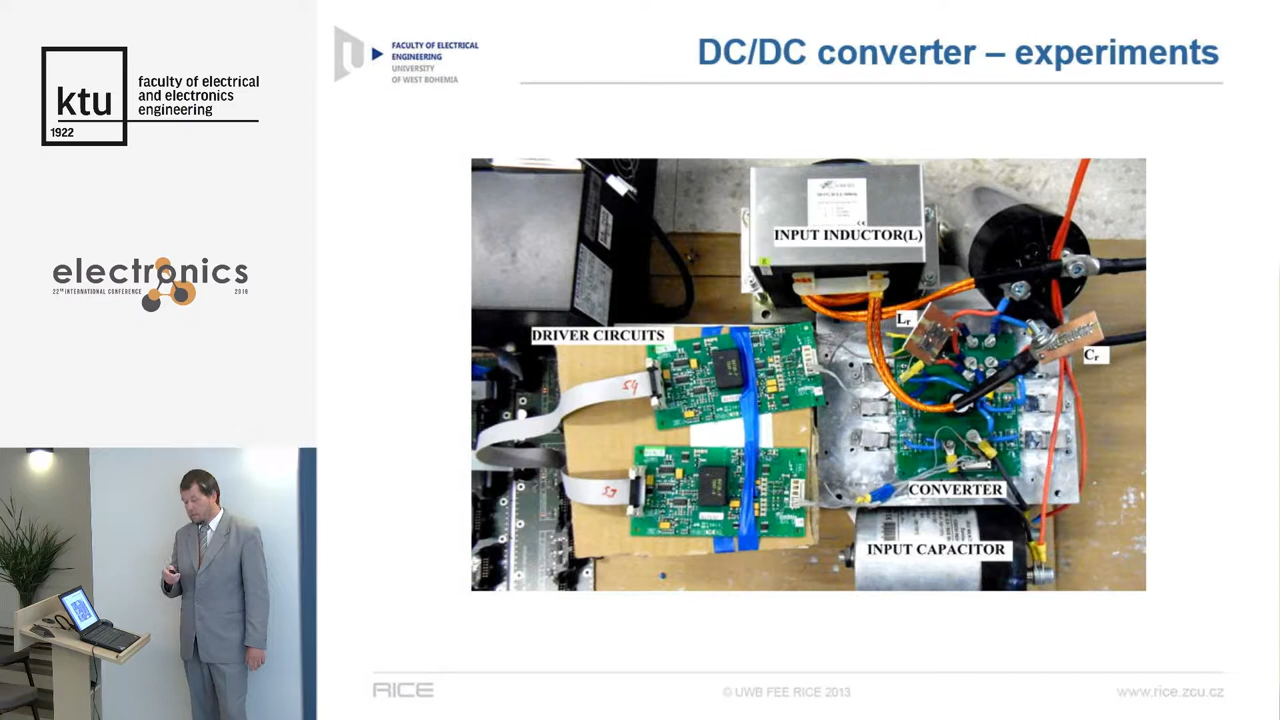 ktu
1922
faculty of electrical
and electronics
engineering
electronics
22ND INTERNATIONAL CONFERENCE 2018
FACULTY OF ELECTRICAL
ENGINEERING
UNIVERSITY
OF WEST BOHEMIA
DC/DC converter – experiments
INPUT INDUCTOR(L)
DRIVER CIRCUITS
Lr
Cr
54
53
CONVERTER
INPUT CAPACITOR
RICE
© UWB FEE RICE 2013
www.rice.zcu.cz